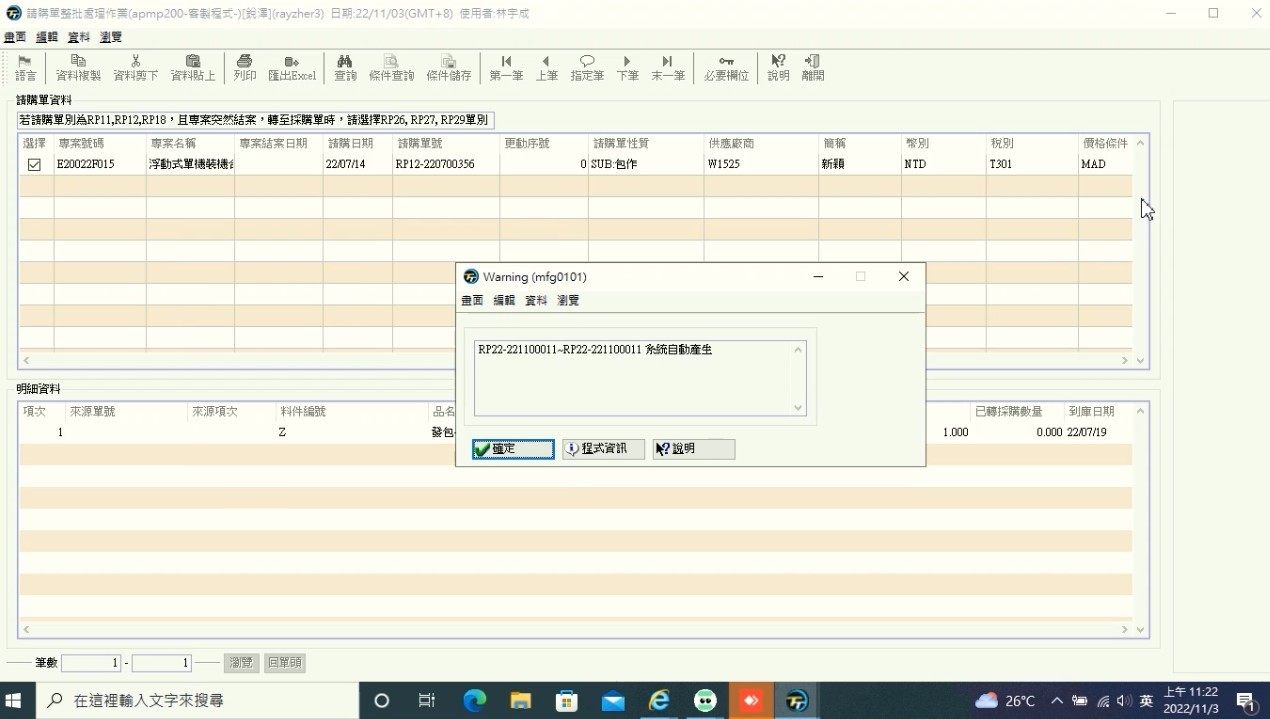 請購單整批處理作業(apmp200-客製程式-)[銳澤](rayzher3) 日期:22/11/03(GMT+8) 使用者:林宇成
畫面 編輯 資料 瀏覽
語言 資料複製 資料剪下 資料貼上 列印 匯出Excel 查詢 條件查詢 條件儲存 第一筆 上筆 指定筆 下筆 末一筆 必要欄位 說明 離開
請購單資料
若請購單別為RP11,RP12,RP18，且專案突然結案，轉至採購單時，請選擇RP26, RP27, RP29單別
選擇 專案號碼 專案名稱 專案結案日期 請購日期 請購單號 更動序號 請購單性質 供應廠商 簡稱 幣別 稅別 價格條件
E20022F015 浮動式單機裝機 22/07/14 RP12-220700356 0 SUB:包作 W1525 新穎 NTD T301 MAD
Warning (mfg0101)
畫面 編輯 資料 瀏覽
RP22-221100011~RP22-221100011 系統自動產生
確定 程式資訊 說明
明細資料
項次 來源單號 來源項次 料件編號 品名 已轉採購數量 到庫日期
1 Z 發包 1.000 0.000 22/07/19
筆數 1 - 1 瀏覽 回單頭
在這裡輸入文字來搜尋
26°C 英 上午 11:22
2022/11/3
1